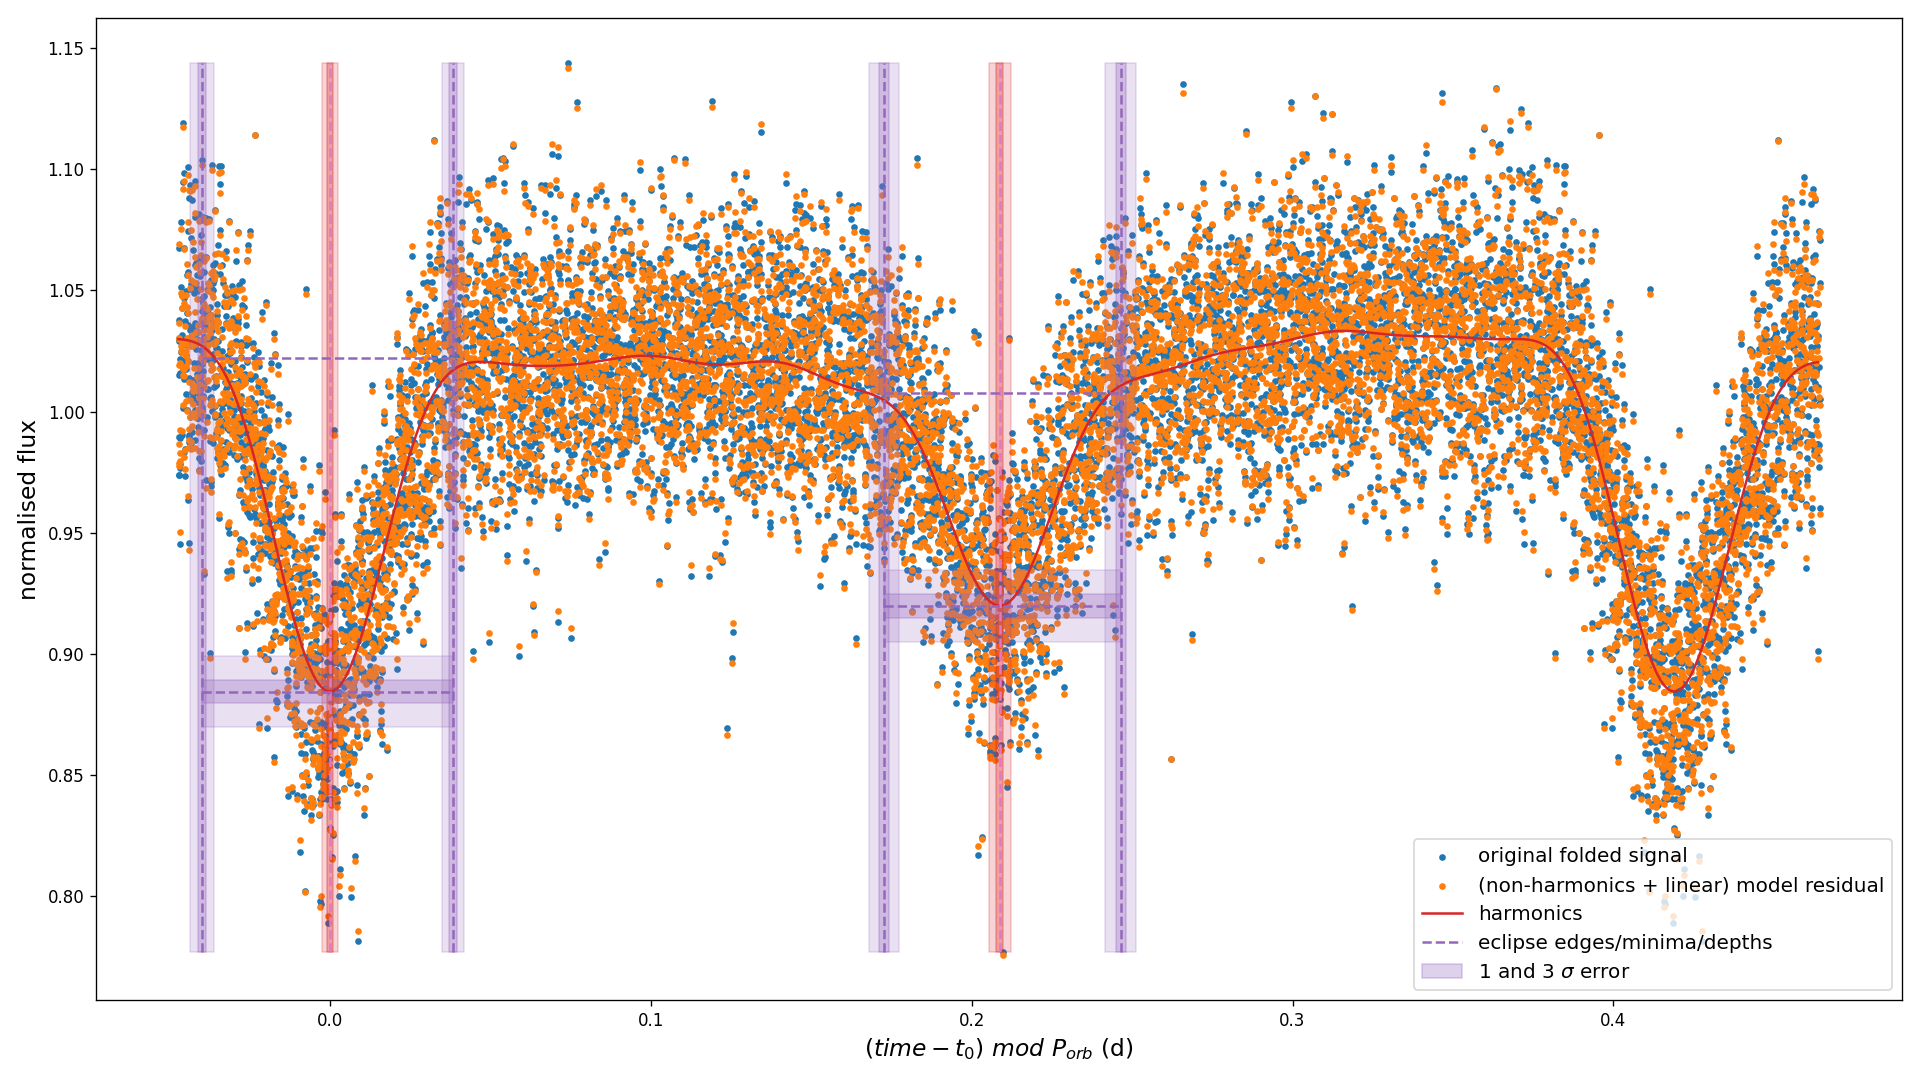 normalised flux
1.15
1.10
1.05
1.00
0.95
0.90
0.85
0.80
0.0
0.1
0.2
0.3
0.4
(time − t₀) mod Pₒᵣb (d)
original folded signal
(non-harmonics + linear) model residual
harmonics
eclipse edges/minima/depths
1 and 3 σ error